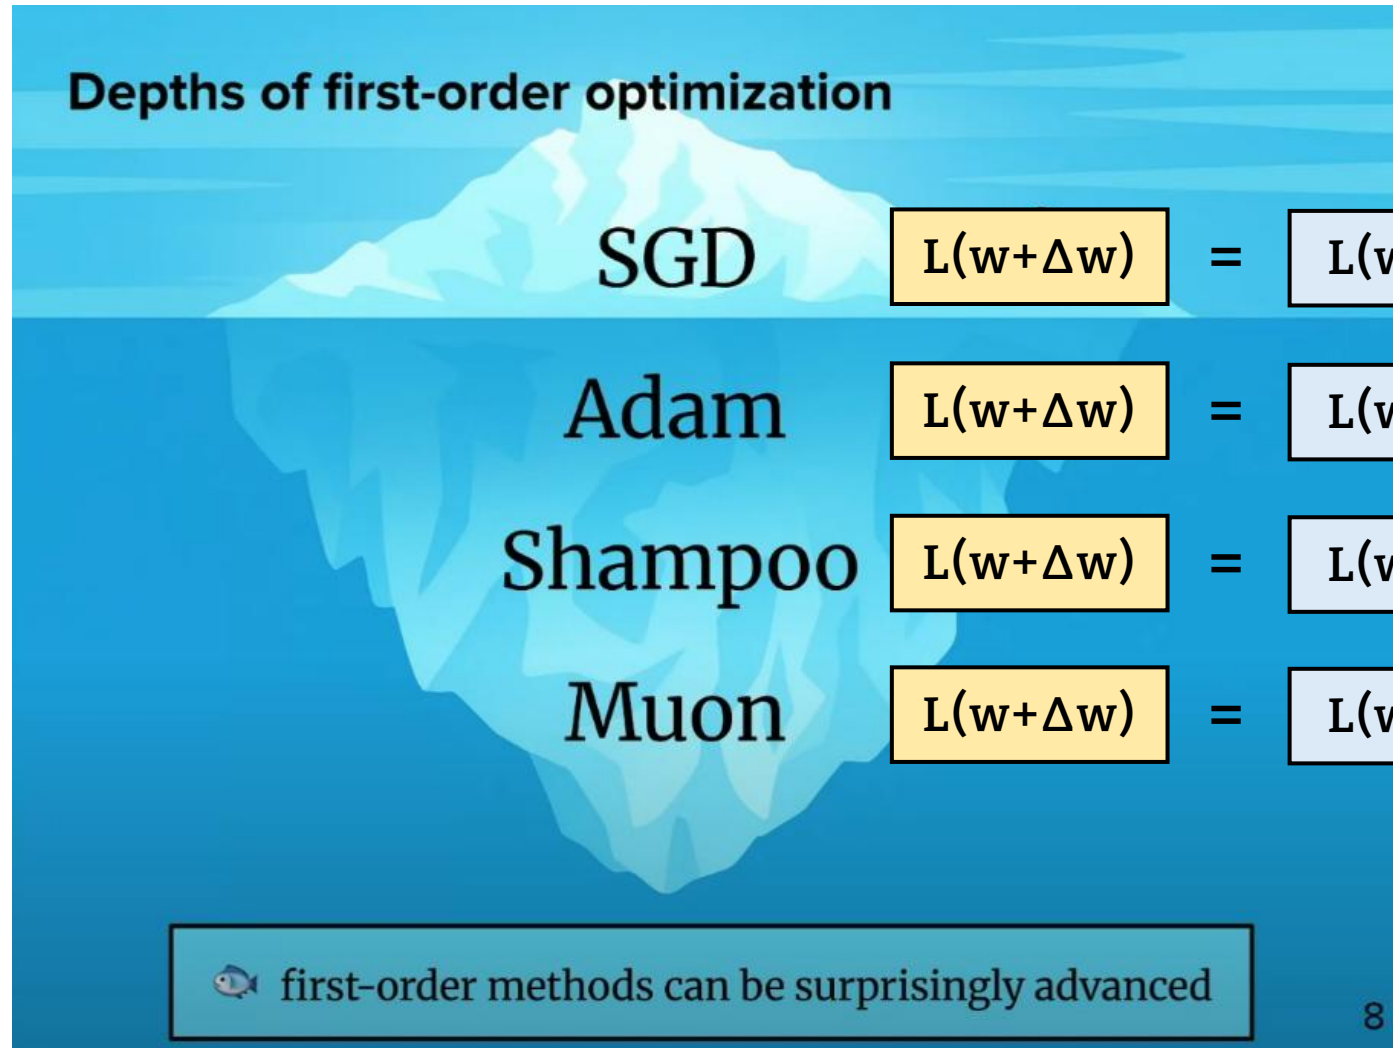 Depths of first-order optimization
SGD L(w+Δw) = L(w
Adam L(w+Δw) = L(w
Shampoo L(w+Δw) = L(w
Muon L(w+Δw) = L(w
🐟 first-order methods can be surprisingly advanced
8